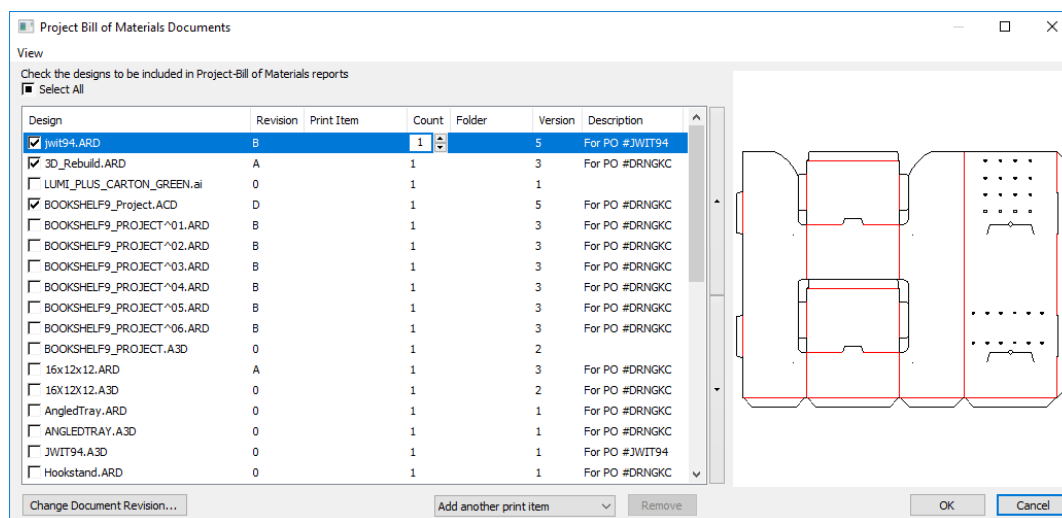 Project Bill of Materials Documents
View
Check the designs to be included in Project-Bill of Materials reports
Select All
Design Revision Print Item Count Folder Version Description
jwit94.ARD B 1 5 For PO #JWIT94
3D_Rebuild.ARD A 1 3 For PO #DRNGKC
LUMI_PLUS_CARTON_GREEN.ai 0 1 1
BOOKSHELF9_Project.ACD D 1 5 For PO #DRNGKC
BOOKSHELF9_PROJECT^01.ARD B 1 3 For PO #DRNGKC
BOOKSHELF9_PROJECT^02.ARD B 1 3 For PO #DRNGKC
BOOKSHELF9_PROJECT^03.ARD B 1 3 For PO #DRNGKC
BOOKSHELF9_PROJECT^04.ARD B 1 3 For PO #DRNGKC
BOOKSHELF9_PROJECT^05.ARD B 1 3 For PO #DRNGKC
BOOKSHELF9_PROJECT^06.ARD B 1 3 For PO #DRNGKC
BOOKSHELF9_PROJECT.A3D 0 1 2
16x12x12.ARD A 1 3 For PO #DRNGKC
16X12X12.A3D 0 1 2 For PO #DRNGKC
AngledTray.ARD 0 1 1 For PO #DRNGKC
ANGLEDTRAY.A3D 0 1 1 For PO #DRNGKC
JWIT94.A3D 0 1 1 For PO #JWIT94
Hookstand.ARD 0 1 1 For PO #DRNGKC
Change Document Revision... Add another print item Remove OK Cancel